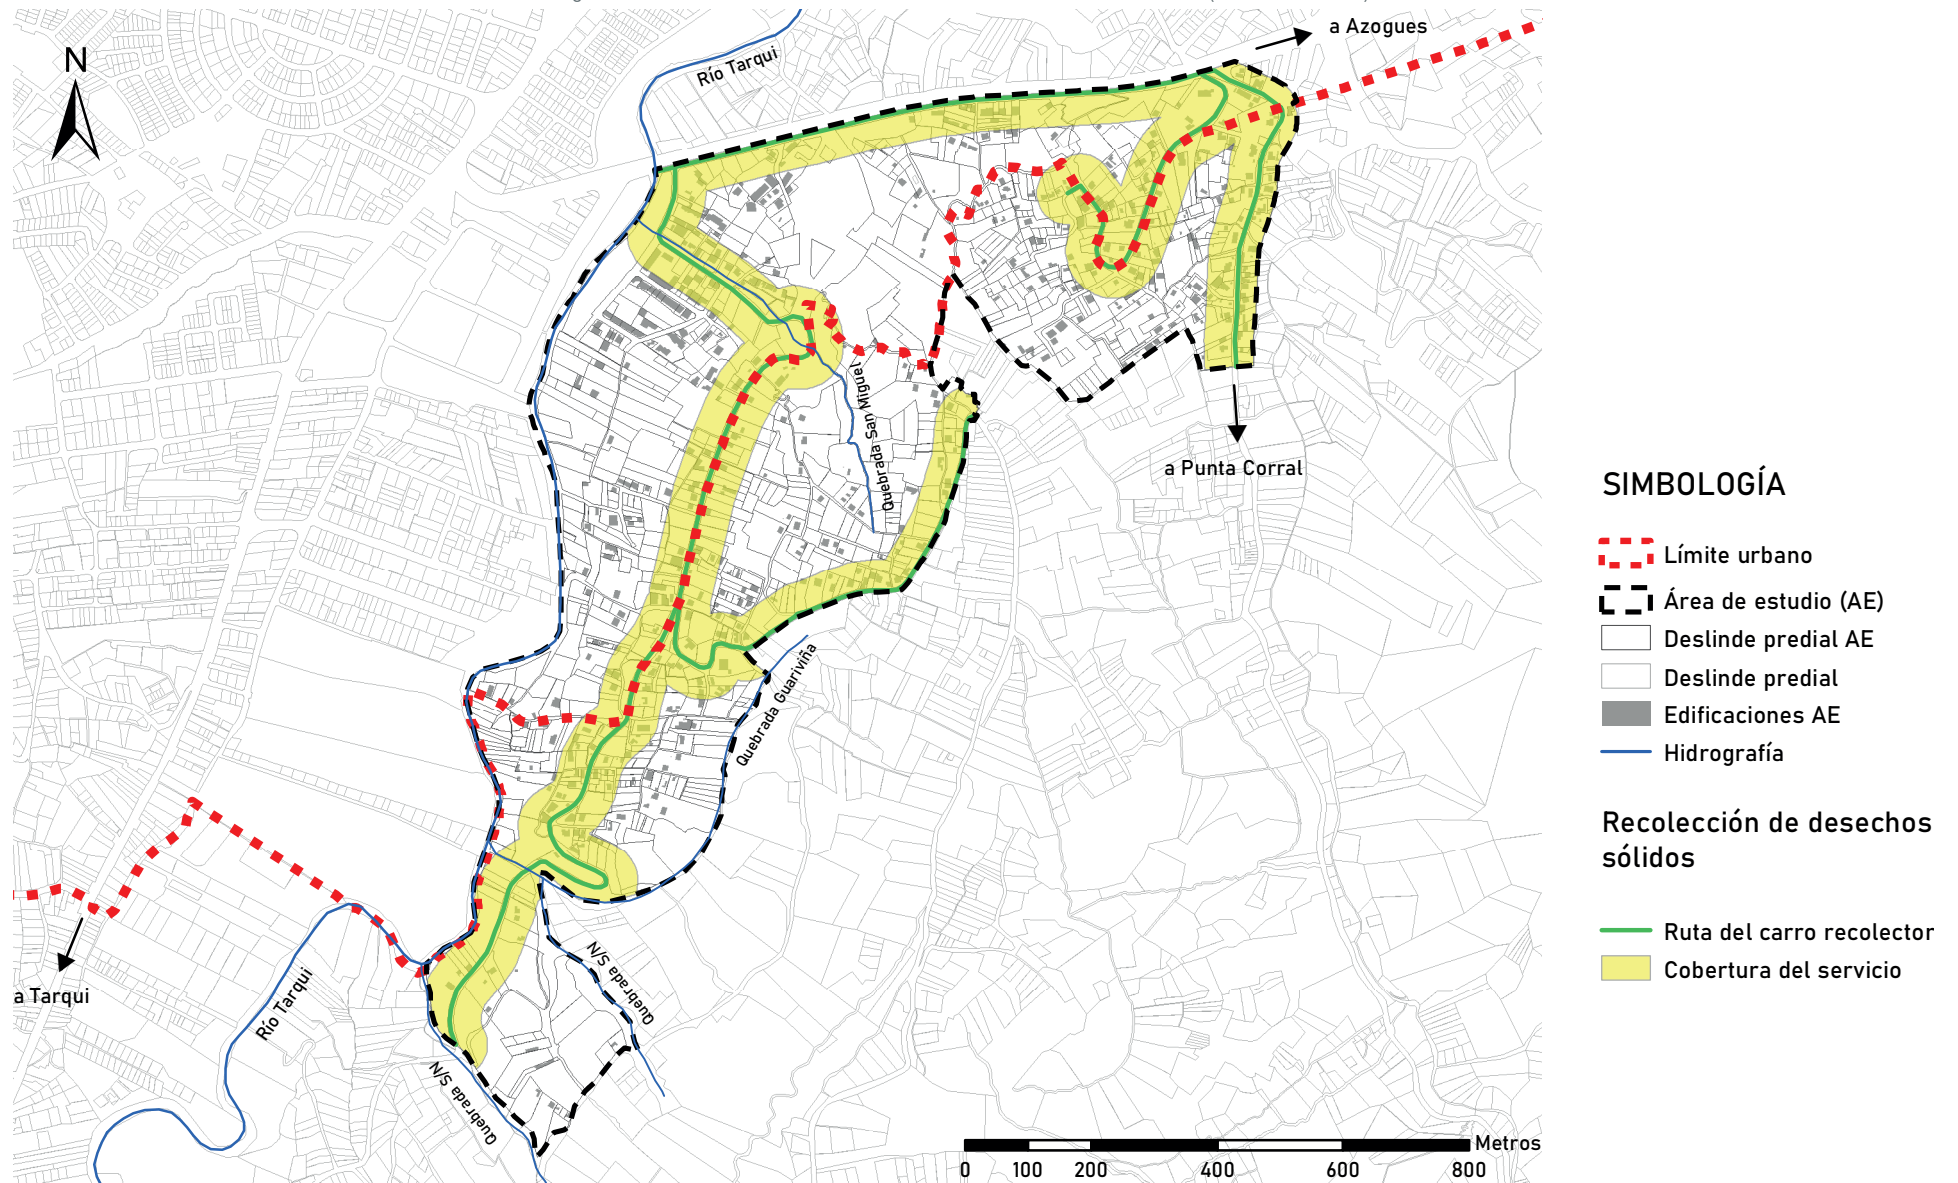 a Azogues
N
Río Tarqui
Quebrada San Miguel
a Punta Corral
SIMBOLOGÍA
Límite urbano
Área de estudio (AE)
Deslinde predial AE
Deslinde predial
Edificaciones AE
Hidrografía
Quebrada Guariviña
Recolección de desechos
sólidos
Ruta del carro recolector
Cobertura del servicio
a Tarqui
Río Tarqui
Quebrada S/N
Quebrada S/N
Metros
0 100 200 400 600 800